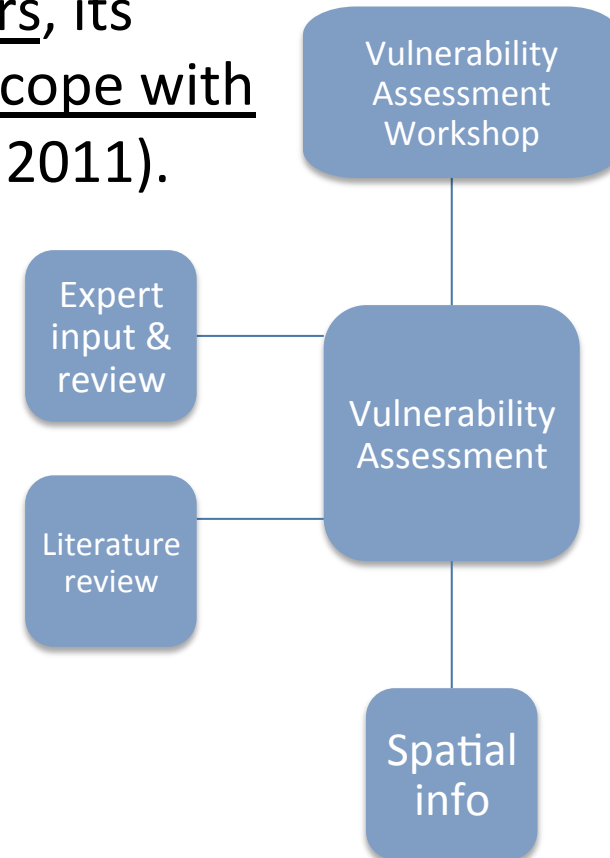 rs, its
cope with
2011).
Vulnerability
Assessment
Workshop
Expert
input &
review
Vulnerability
Assessment
Literature
review
Spatial
info